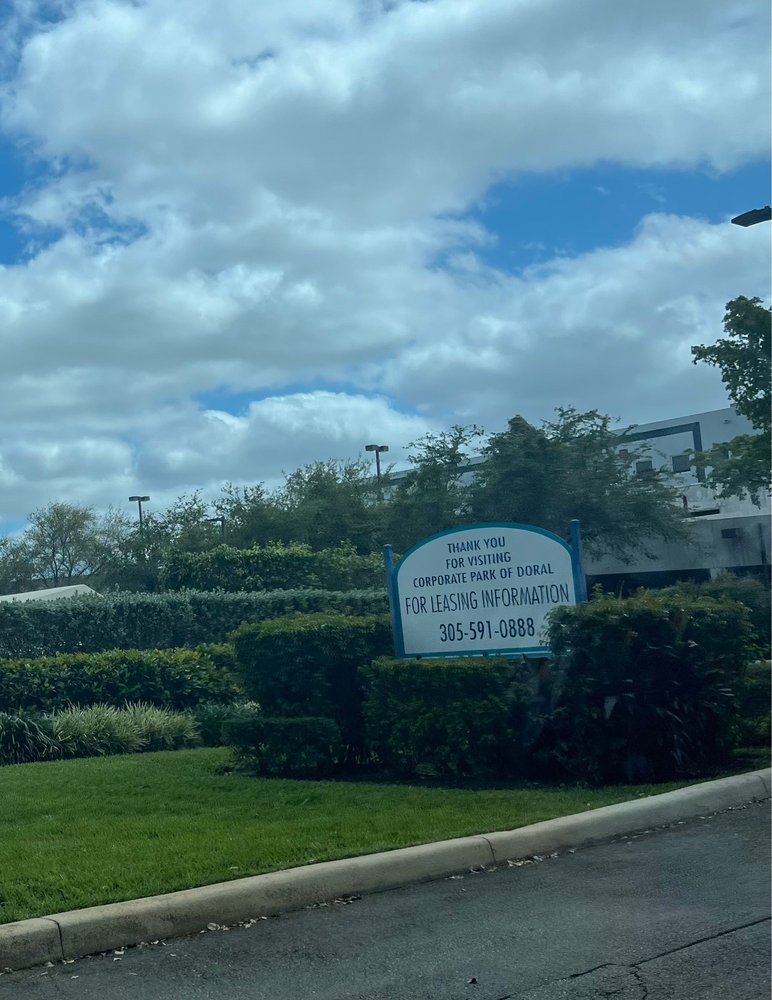 THANK YOU
FOR VISITING
CORPORATE PARK OF DORAL
FOR LEASING INFORMATION
305-591-0888